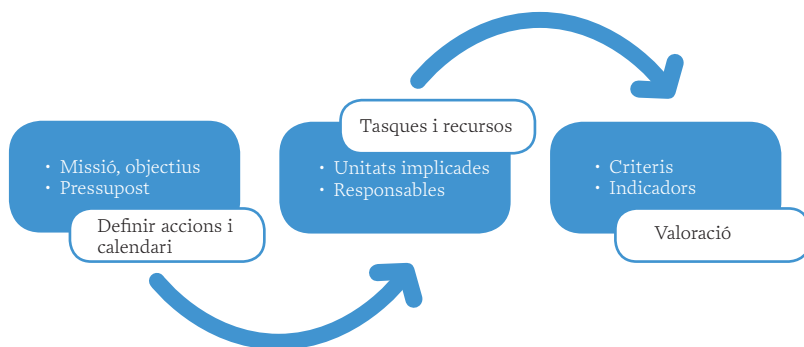 · Missió, objectius
· Pressupost
Definir accions i
calendari
Tasques i recursos
· Unitats implicades
· Responsables
· Criteris
· Indicadors
Valoració